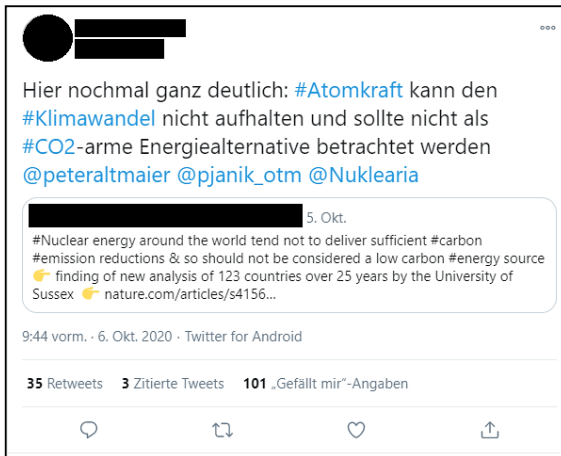 Hier nochmal ganz deutlich: #Atomkraft kann den
#Klimawandel nicht aufhalten und sollte nicht als
#CO2-arme Energiealternative betrachtet werden
@peteraltmaier @pjanik_otm @Nuklearia
5. Okt.
#Nuclear energy around the world tend not to deliver sufficient #carbon
#emission reductions & so should not be considered a low carbon #energy source
👉 finding of new analysis of 123 countries over 25 years by the University of
Sussex 👉 nature.com/articles/s4156...
9:44 vorm. · 6. Okt. 2020 · Twitter for Android
35 Retweets 3 Zitierte Tweets 101 „Gefällt mir“-Angaben